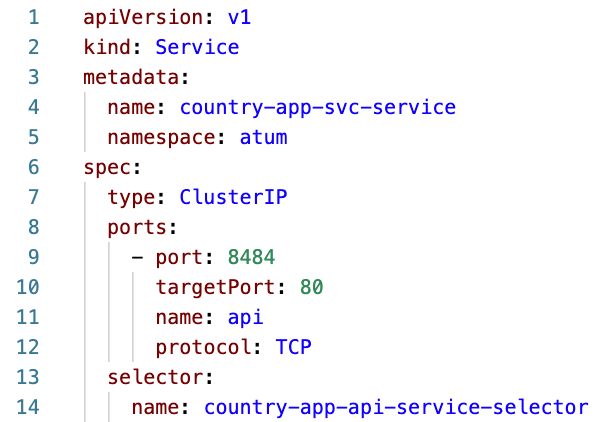 1 apiVersion: v1
2 kind: Service
3 metadata:
4   name: country-app-svc-service
5   namespace: atum
6 spec:
7   type: ClusterIP
8   ports:
9     - port: 8484
10       targetPort: 80
11       name: api
12       protocol: TCP
13   selector:
14     name: country-app-api-service-selector